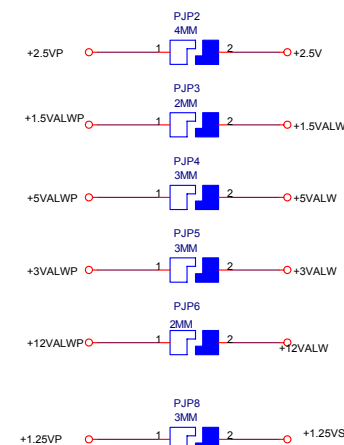 PJP2
4MM
+2.5VP 1 2 +2.5V
PJP3
2MM
+1.5VALWP 1 2 +1.5VALW
PJP4
3MM
+5VALWP 1 2 +5VALW
PJP5
3MM
+3VALWP 1 2 +3VALW
PJP6
2MM
+12VALWP 1 2 +12VALW
PJP8
3MM
+1.25VP 1 2 +1.25VS